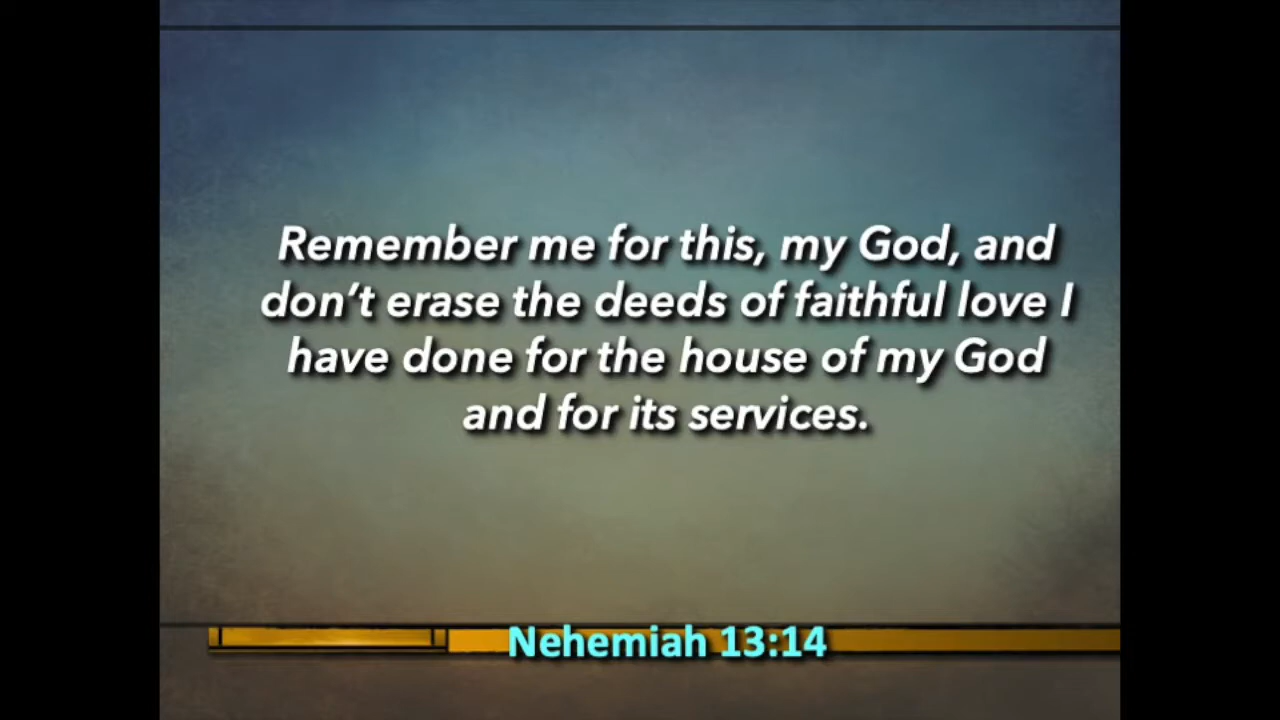 Remember me for this, my God, and
don’t erase the deeds of faithful love I
have done for the house of my God
and for its services.
Nehemiah 13:14